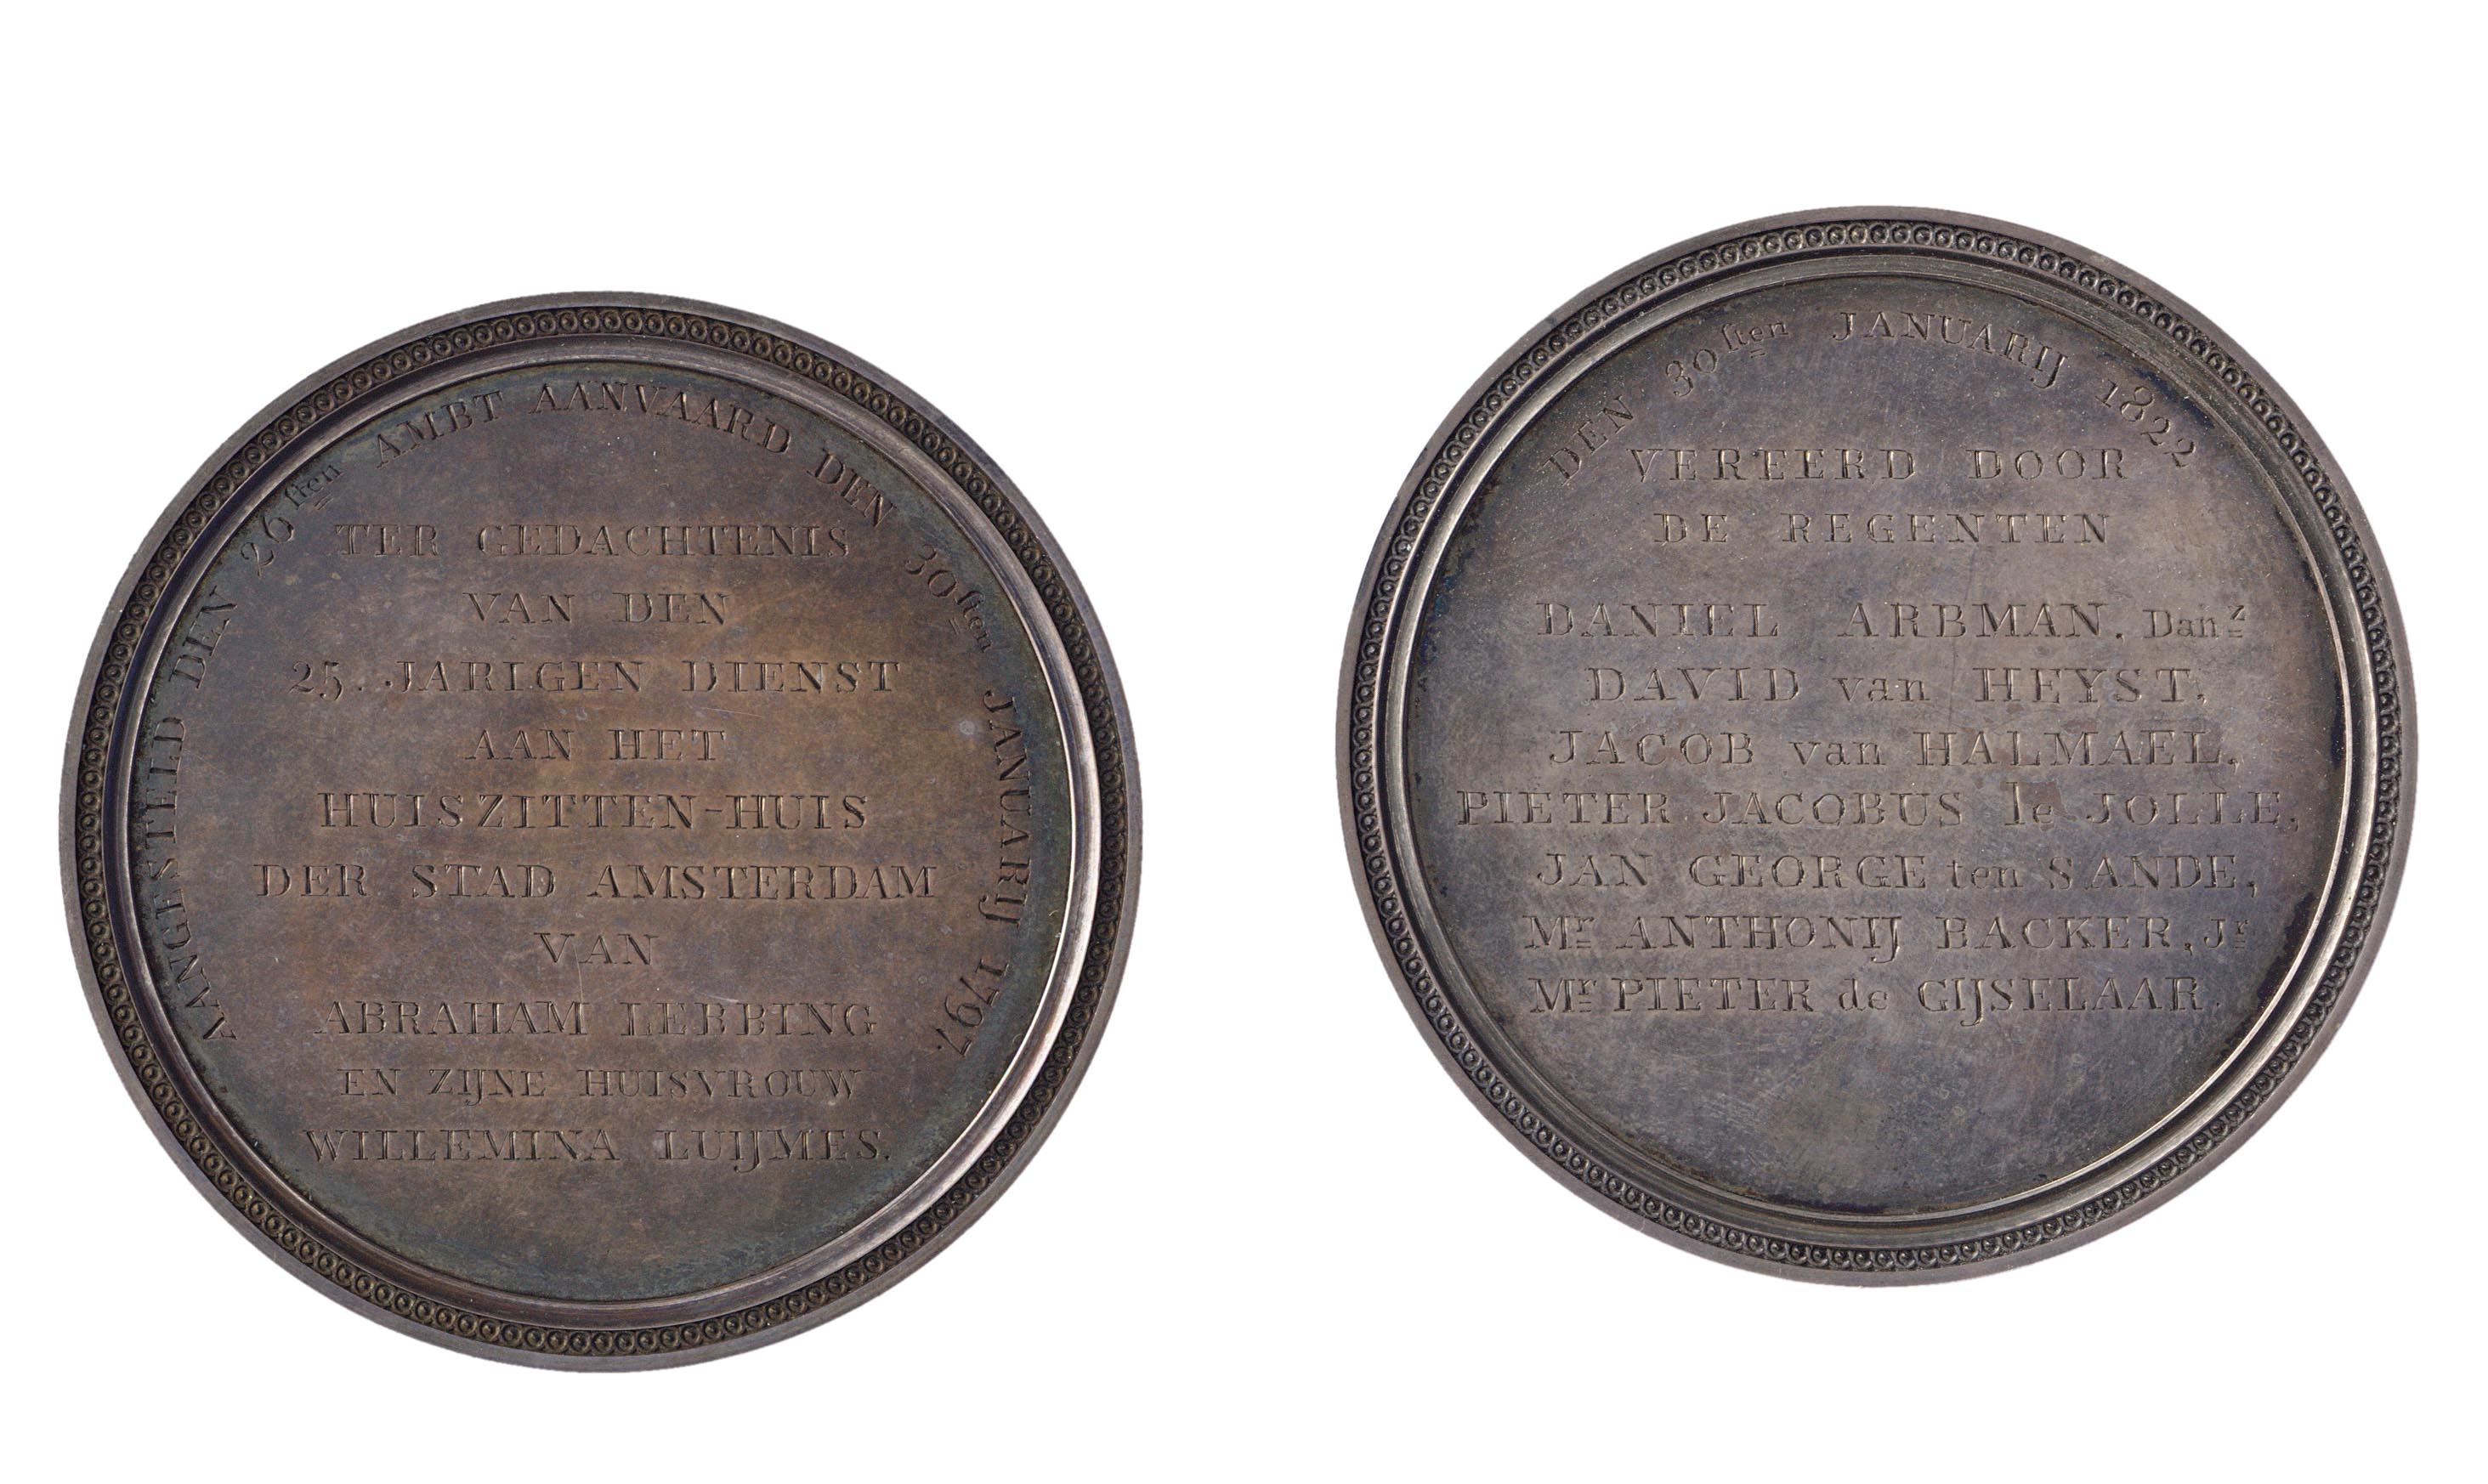 AANGESTELD DEN 26sten AMBT AANVAARD DEN 30sten JANUARIJ 1797.
TER GEDACHTENIS
VAN DEN
25. JARIGEN DIENST
AAN HET
HUISZITTEN-HUIS
DER STAD AMSTERDAM
VAN
ABRAHAM LEBBING
EN ZIJNE HUISVROUW
WILLEMINA LUIJMES.
DEN 30sten JANUARIJ 1822
VEREERD DOOR
DE REGENTEN
DANIEL ARBMAN, Danz
DAVID van HEYST,
JACOB van HALMAEL,
PIETER JACOBUS le JOLLE,
JAN GEORGE ten SANDE,
Mr ANTHONIJ BACKER, Jr
Mr PIETER de GIJSELAAR.